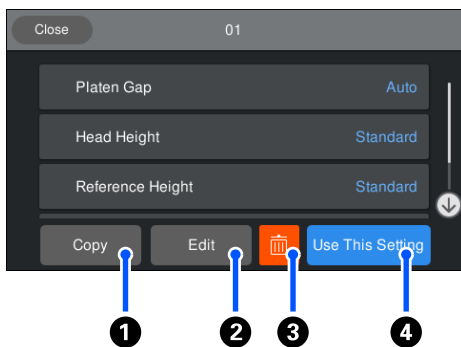 Close
01
Platen Gap Auto
Head Height Standard
Reference Height Standard
Copy Edit Use This Setting
1 2 3 4